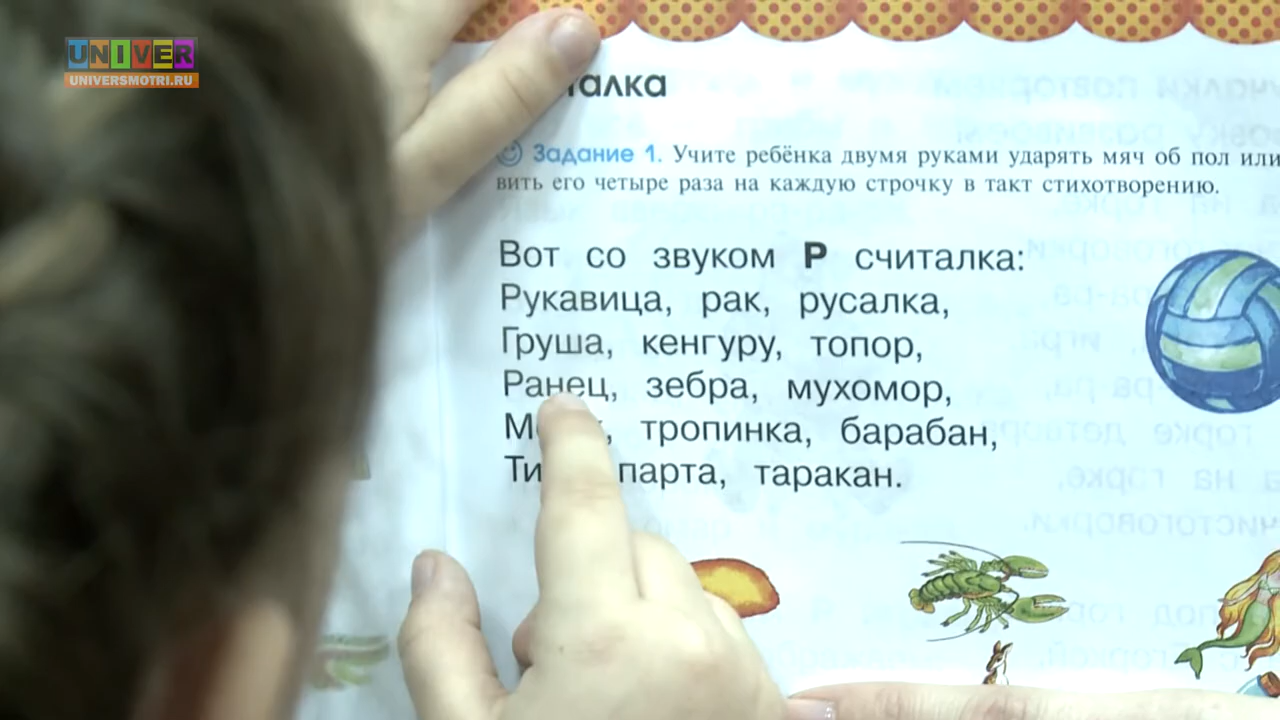 UNIVER
UNIVERSMOTRI.RU
Задание 1. Учите ребёнка двумя руками ударять мяч об пол или
вить его четыре раза на каждую строчку в такт стихотворению.
Вот со звуком Р считалка:
Рукавица, рак, русалка,
Груша, кенгуру, топор,
Ранец, зебра, мухомор,
тропинка, барабан,
парта, таракан.